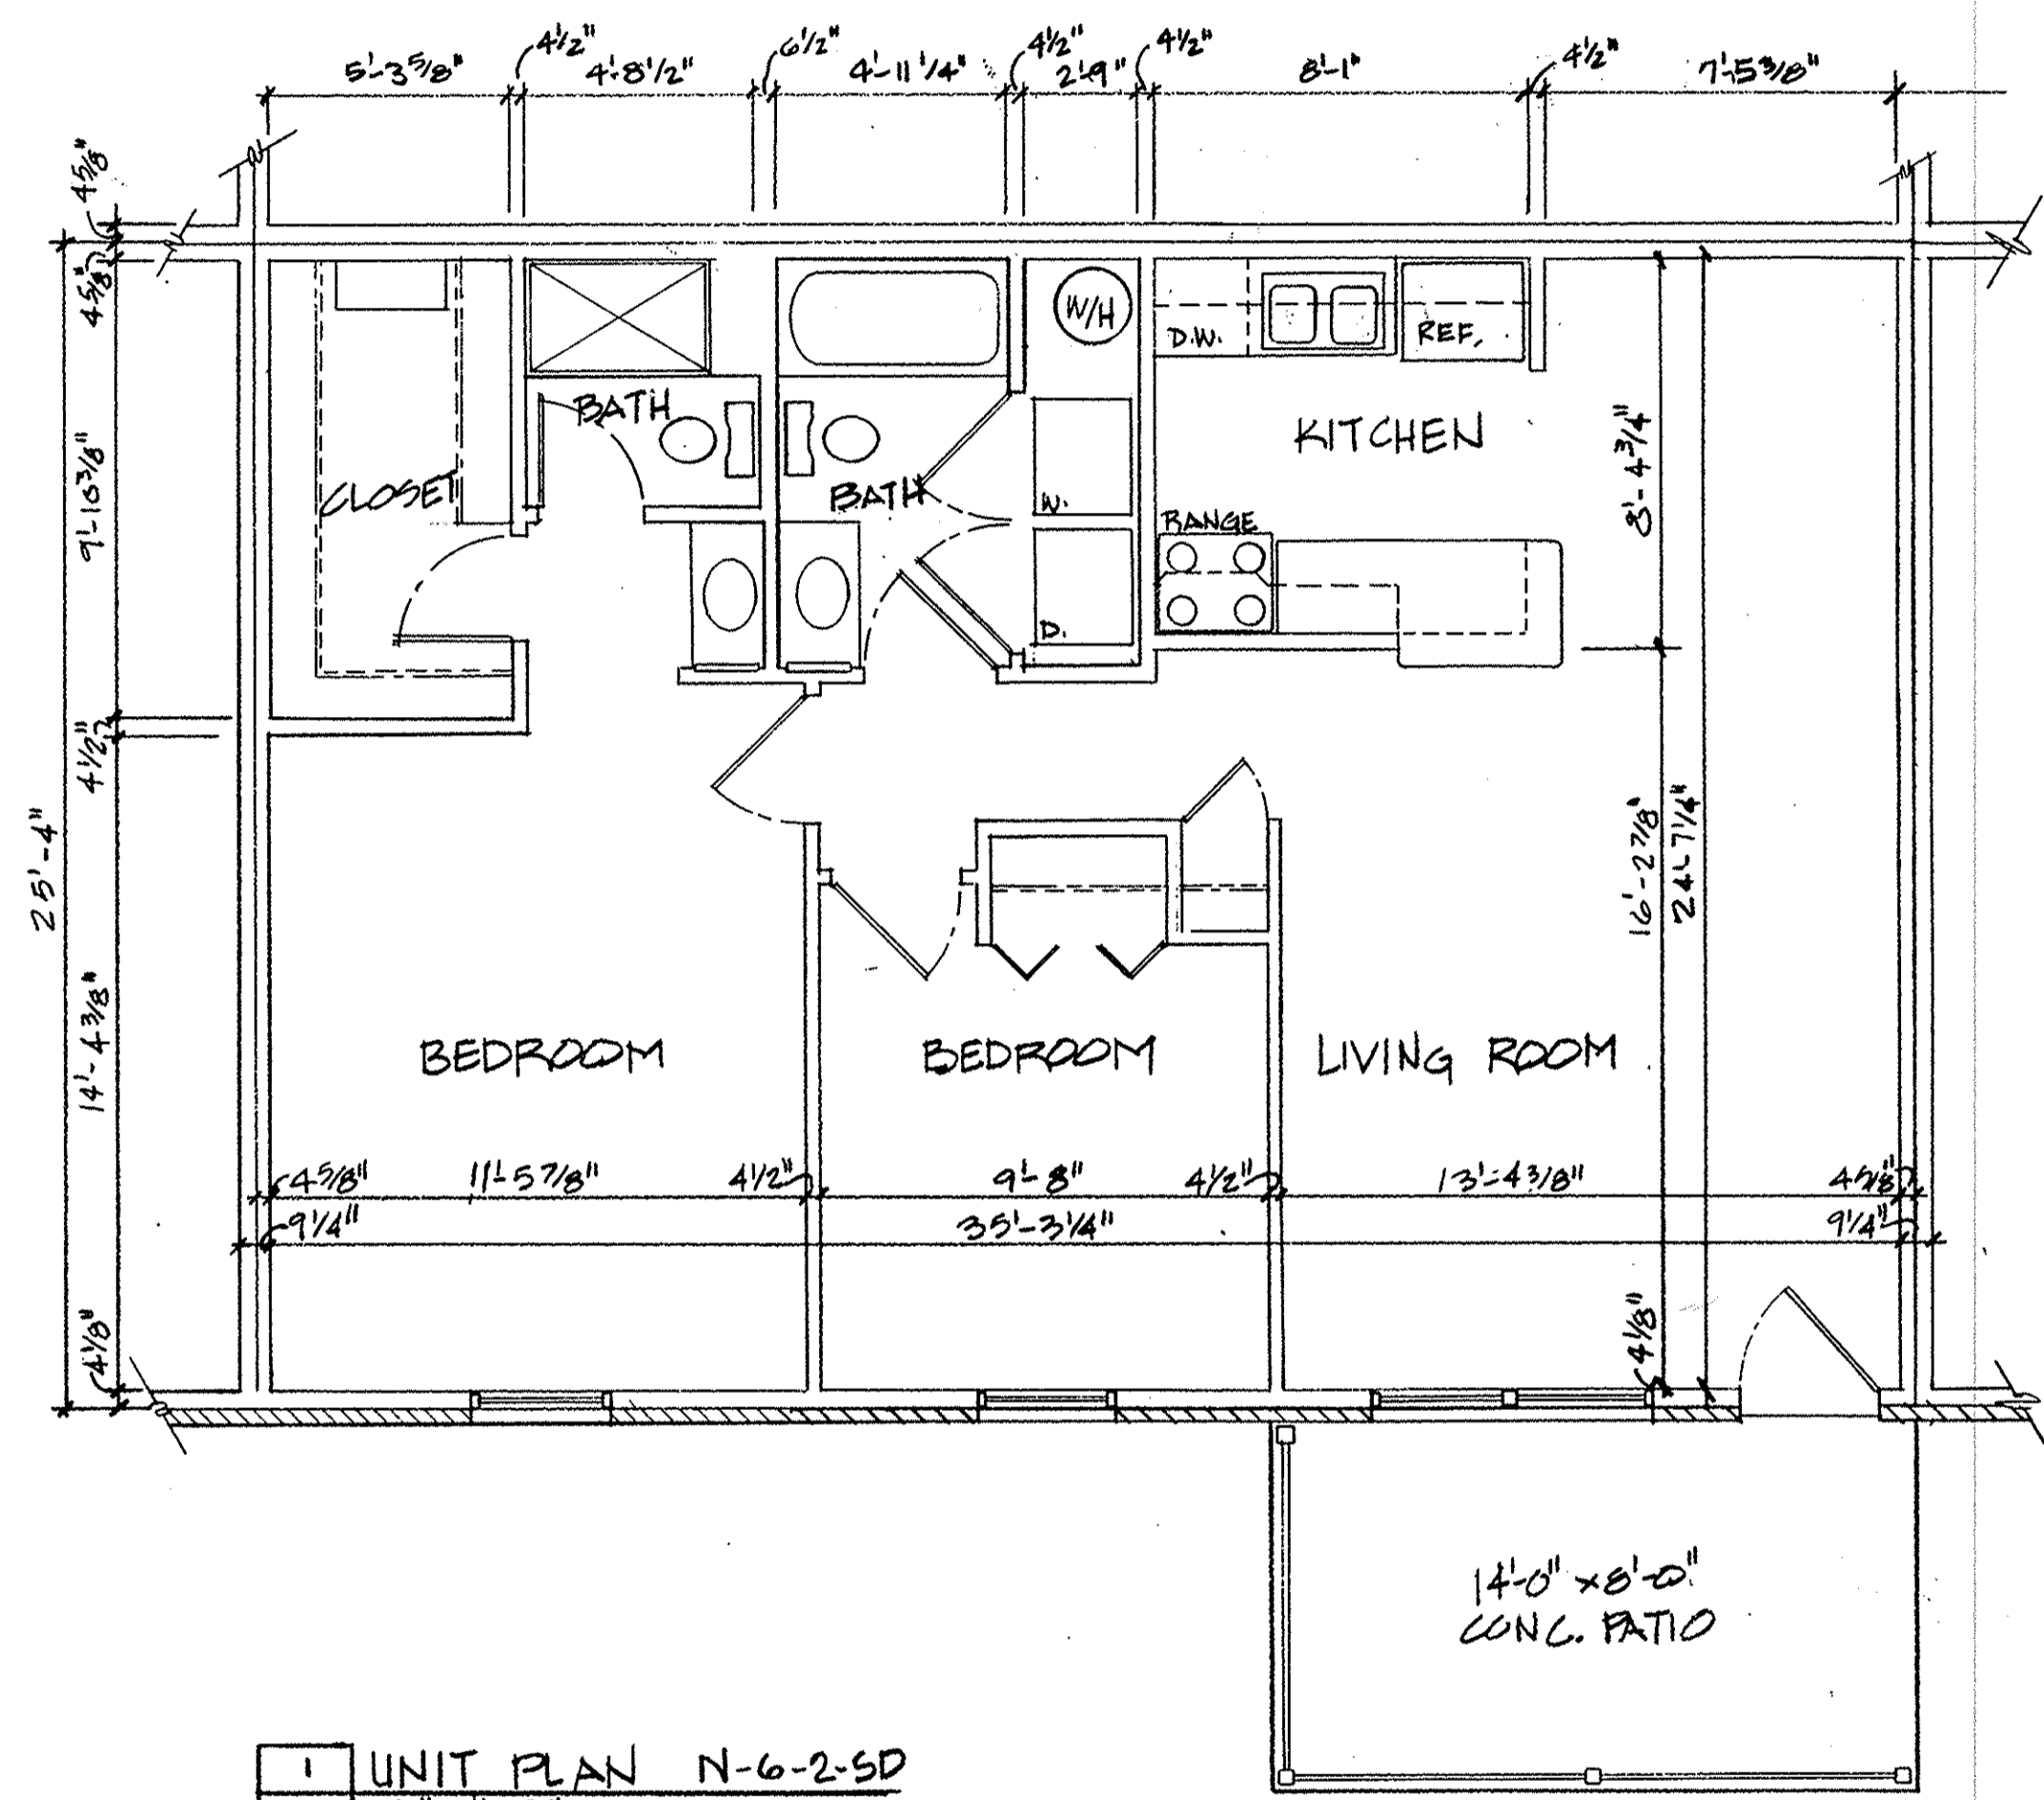 5'-3 5/8" 4 1/2" 4'-8 1/2" 6 1/2" 4'-11 1/4" 4 1/2" 2'-9" 4 1/2" 8'-1" 4 1/2" 7'-5 3/8"
4 5/8"
4 5/8"
9'-10 3/8"
4 1/2"
14'-4 3/8"
4 1/8"
25'-4"
W/H
D.W.
REF.
BATH
KITCHEN
CLOSET
BATH
W.
RANGE
D.
8'-4 3/4"
16'-2 7/8"
24'-7 1/4"
4 1/8"
BEDROOM
BEDROOM
LIVING ROOM
4 5/8" 11'-5 7/8" 4 1/2" 9'-8" 4 1/2" 13'-4 3/8" 4 5/8"
9 1/4" 35'-3 1/4" 9 1/4"
14'-0" x 8'-0"
CONC. PATIO
1 UNIT PLAN N-6-2-SD